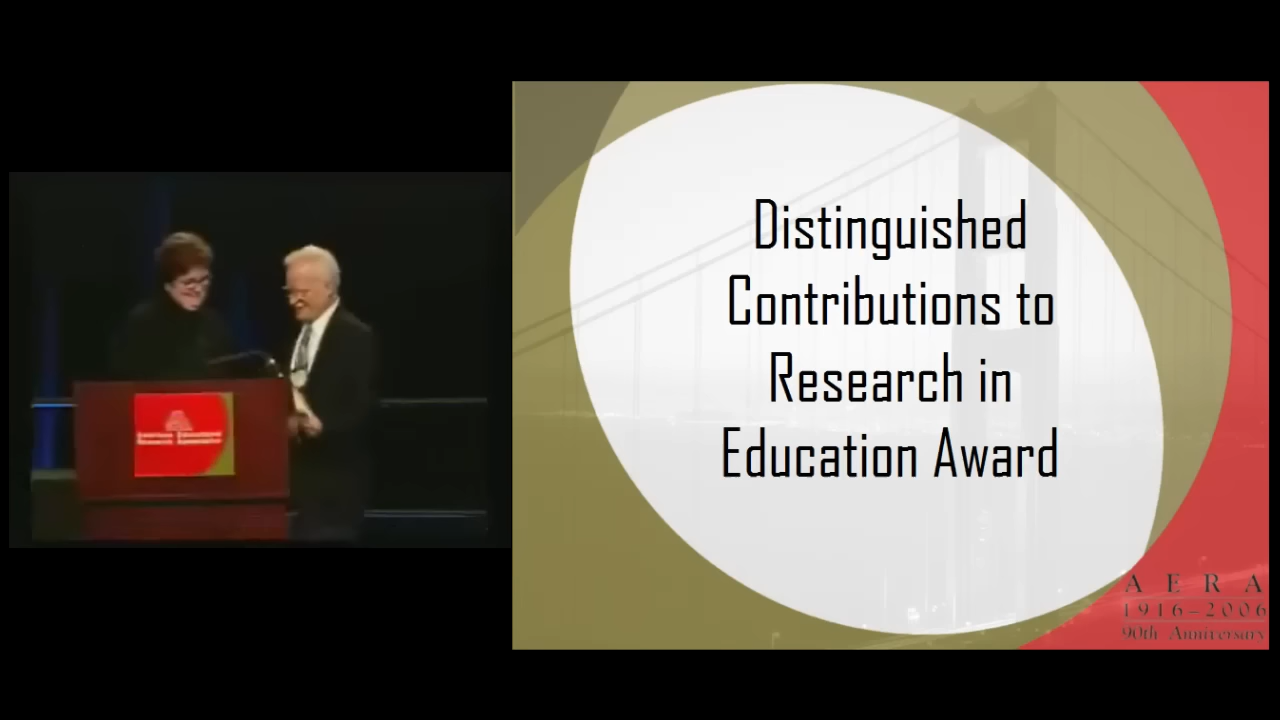 Distinguished
Contributions to
Research in
Education Award
A E R A
1916–2006
90th Anniversary